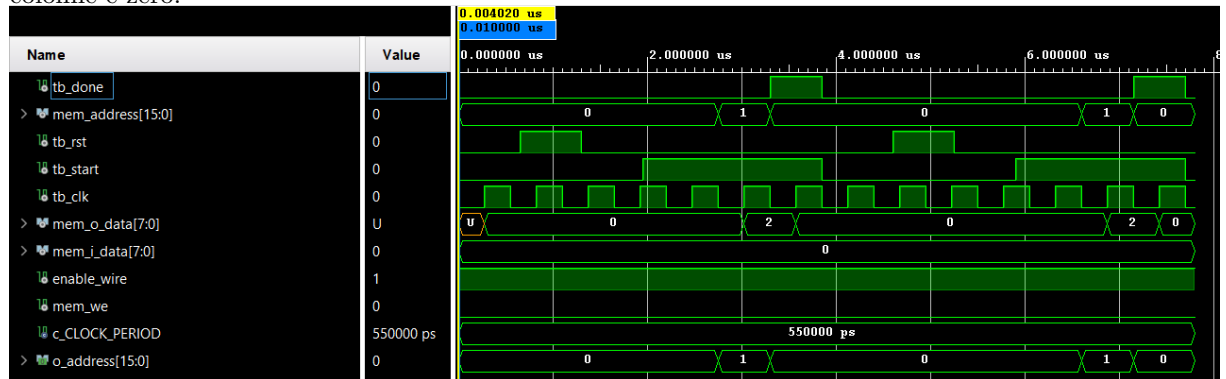 colonne è zero.
0.004020 us
0.010000 us
Name Value 0.000000 us 2.000000 us 4.000000 us 6.000000 us 8
tb_done 0
mem_address[15:0] 0 0 1 0 1 0
tb_rst 0
tb_start 0
tb_clk 0
mem_o_data[7:0] U U 0 2 0 2 0
mem_i_data[7:0] 0 0
enable_wire 1
mem_we 0
c_CLOCK_PERIOD 550000 ps 550000 ps
o_address[15:0] 0 0 1 0 1 0